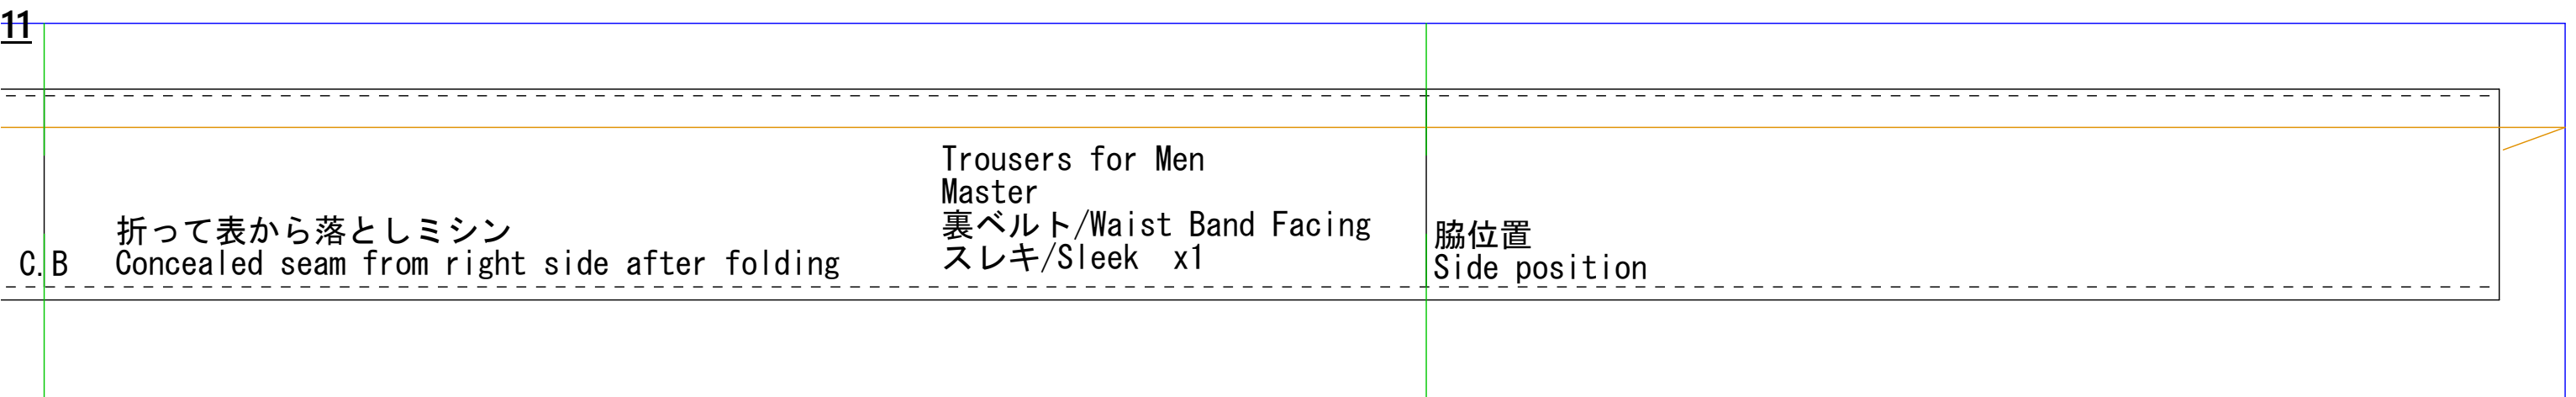 11
Trousers for Men
Master
裏ベルト/Waist Band Facing
スレキ/Sleek x1
折って表から落としミシン
Concealed seam from right side after folding
C.B
脇位置
Side position